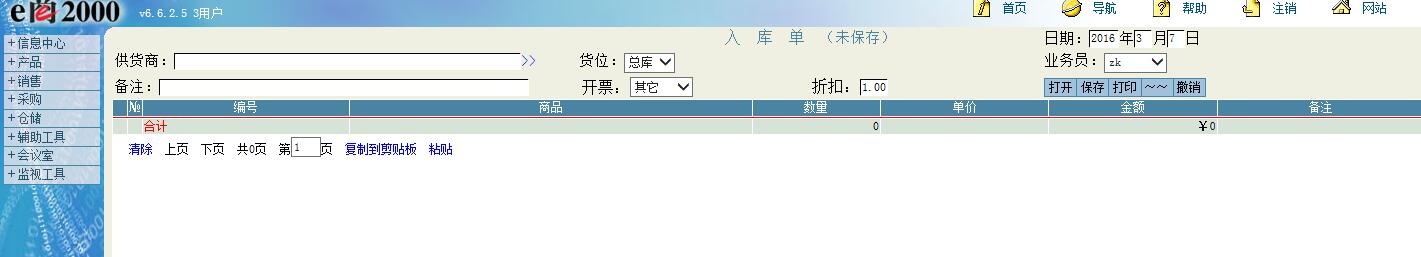 e商2000 v6.6.2.5 3用户 首页 导航 帮助 注销 网站
+信息中心
+产品
+销售
+采购
+仓储
+辅助工具
+会议室
+监视工具
入 库 单 （未保存） 日期：2016年3月7日
供货商： >> 货位：总库 业务员：zk
备注： 开票：其它 折扣：1.00 打开 保存 打印 ~~ 撤销
№ 编号 商品 数量 单价 金额 备注
合计 0 ￥0
清除 上页 下页 共0页 第1页 复制到剪贴板 粘贴